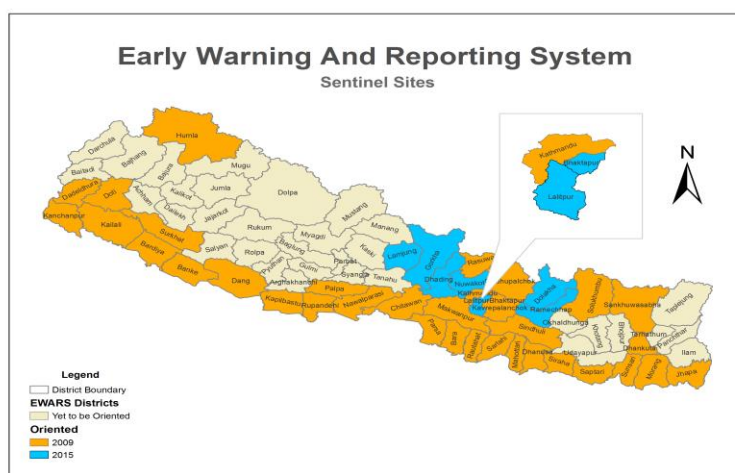 Early Warning And Reporting System
Sentinel Sites
Humla
Darchula
Bajhang
Baitadi
Bajura
Mugu
Dadeldhura
Doti
Achham
Kalikot
Jumla
Dolpa
Kanchanpur
Kailali
Dailekh
Jajarkot
Mustang
Surkhet
Rukum
Manang
Bardiya
Salyan
Rolpa
Myagdi
Baglung
Kaski
Lamjung
Gorkha
Banke
Dang
Pyuthan
Gulmi
Parbat
Syangja
Tanahu
Arghakhanchi
Palpa
Kapilbastu
Rupandehi
Nawalparasi
Chitawan
Dhading
Rasuwa
Nuwakot
Kathmandu
Lalitpur
Bhaktapur
Makwanpur
Dolakha
Ramechhap
Solukhumbu
Sankhuwasabha
Taplejung
Okhaldhunga
Khotang
Bhojpur
Panchthar
Sindhuli
Parsa
Bara
Rautahat
Sarlahi
Mahottari
Dhanusa
Siraha
Udayapur
Dhankuta
Ilam
Saptari
Sunsari
Morang
Jhapa
Kathmandu
Bhaktapur
Lalitpur
N
Legend
District Boundary
EWARS Districts
Yet to be Oriented
Oriented
2009
2015